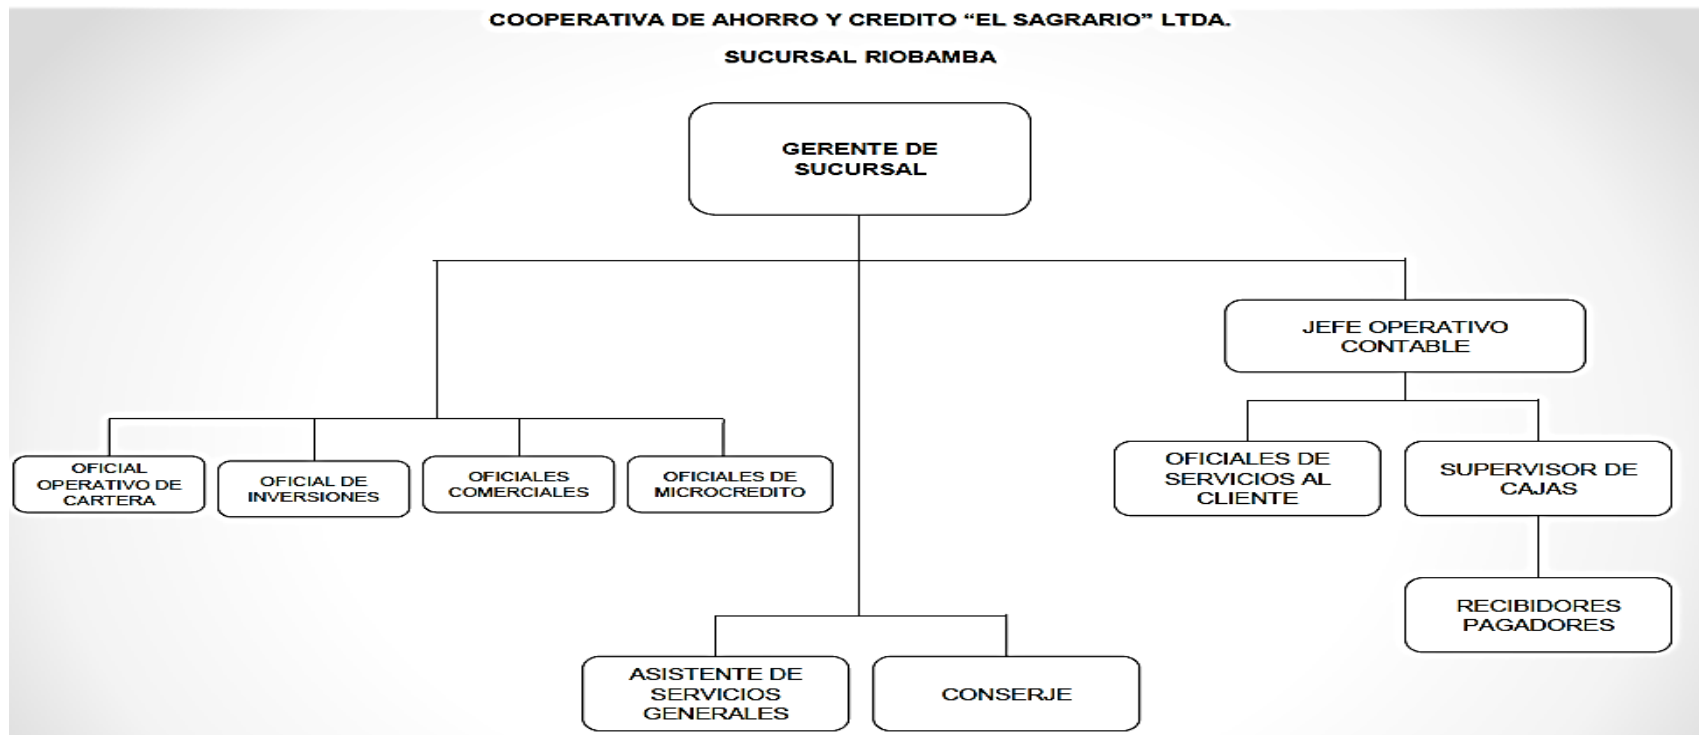 COOPERATIVA DE AHORRO Y CREDITO “EL SAGRARIO” LTDA.
SUCURSAL RIOBAMBA
GERENTE DE
SUCURSAL
JEFE OPERATIVO
CONTABLE
OFICIAL
OPERATIVO DE
CARTERA
OFICIAL DE
INVERSIONES
OFICIALES
COMERCIALES
OFICIALES DE
MICROCREDITO
OFICIALES DE
SERVICIOS AL
CLIENTE
SUPERVISOR DE
CAJAS
RECIBIDORES
PAGADORES
ASISTENTE DE
SERVICIOS
GENERALES
CONSERJE